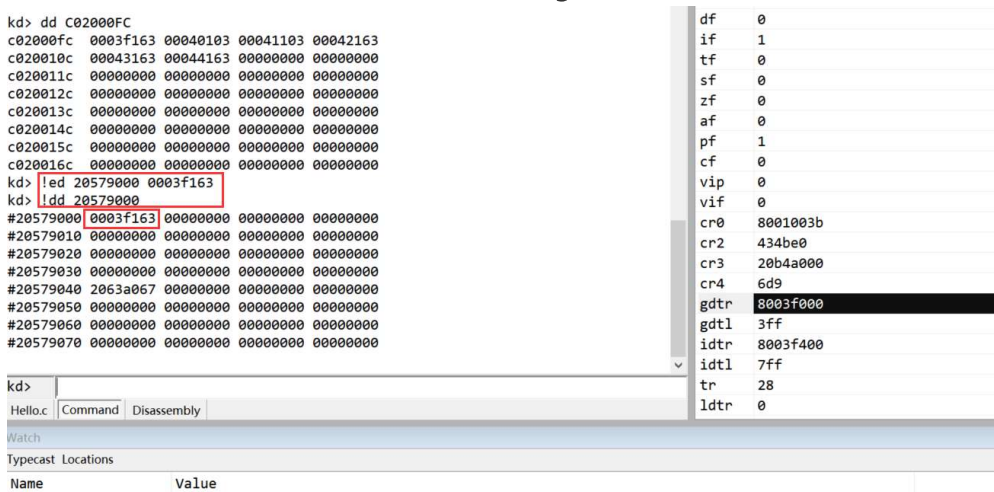 kd> dd C02000FC
c02000fc 0003f163 00040103 00041103 00042163
c020010c 00043163 00044163 00000000 00000000
c020011c 00000000 00000000 00000000 00000000
c020012c 00000000 00000000 00000000 00000000
c020013c 00000000 00000000 00000000 00000000
c020014c 00000000 00000000 00000000 00000000
c020015c 00000000 00000000 00000000 00000000
c020016c 00000000 00000000 00000000 00000000
kd> !ed 20579000 0003f163
kd> !dd 20579000
#20579000 0003f163 00000000 00000000 00000000
#20579010 00000000 00000000 00000000 00000000
#20579020 00000000 00000000 00000000 00000000
#20579030 00000000 00000000 00000000 00000000
#20579040 2063a067 00000000 00000000 00000000
#20579050 00000000 00000000 00000000 00000000
#20579060 00000000 00000000 00000000 00000000
#20579070 00000000 00000000 00000000 00000000
kd>
Hello.c Command Disassembly
df 0
if 1
tf 0
sf 0
zf 0
af 0
pf 1
cf 0
vip 0
vif 0
cr0 8001003b
cr2 434be0
cr3 20b4a000
cr4 6d9
gdtr 8003f000
gdtl 3ff
idtr 8003f400
idtl 7ff
tr 28
ldtr 0
Watch
Typecast Locations
Name Value